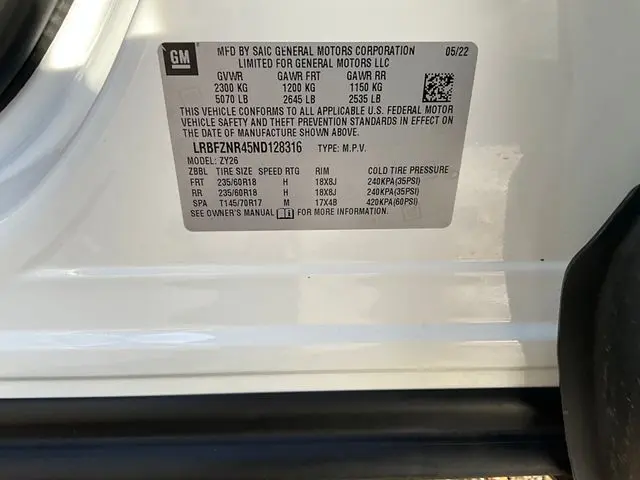 GM
MFD BY SAIC GENERAL MOTORS CORPORATION 05/22
LIMITED FOR GENERAL MOTORS LLC
GVWR GAWR FRT GAWR RR
2300 KG 1200 KG 1150 KG
5070 LB 2645 LB 2535 LB
THIS VEHICLE CONFORMS TO ALL APPLICABLE U.S. FEDERAL MOTOR
VEHICLE SAFETY AND THEFT PREVENTION STANDARDS IN EFFECT ON
THE DATE OF MANUFACTURE SHOWN ABOVE.
LRBFZNR45ND128316 TYPE: M.P.V.
MODEL: ZY26
ZBBL TIRE SIZE SPEED RTG RIM COLD TIRE PRESSURE
FRT 235/60R18 H 18X8J 240KPA(35PSI)
RR 235/60R18 H 18X8J 240KPA(35PSI)
SPA T145/70R17 M 17X4B 420KPA(60PSI)
SEE OWNER'S MANUAL FOR MORE INFORMATION.